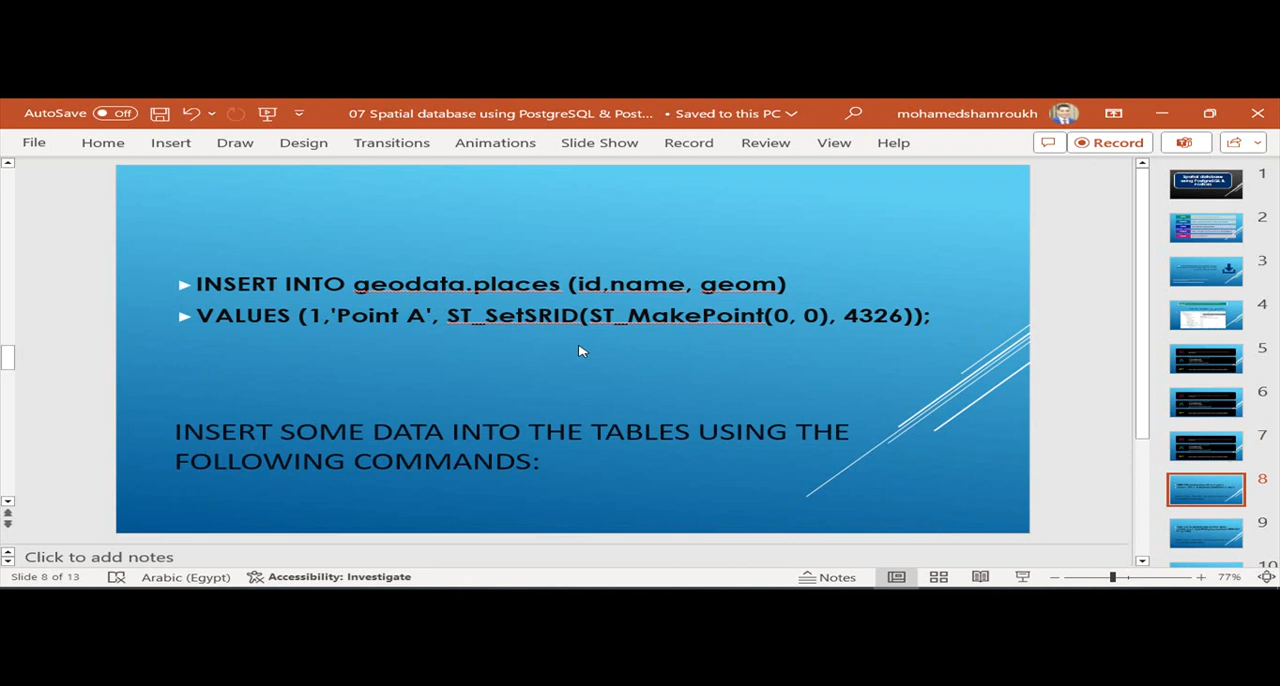 AutoSave Off 07 Spatial database using PostgreSQL & Post... • Saved to this PC mohamedshamroukh
File Home Insert Draw Design Transitions Animations Slide Show Record Review View Help Record
INSERT INTO geodata.places (id,name, geom)
VALUES (1,'Point A', ST_SetSRID(ST_MakePoint(0, 0), 4326));
INSERT SOME DATA INTO THE TABLES USING THE
FOLLOWING COMMANDS:
1
2
3
4
5
6
7
8
9
10
Click to add notes
Slide 8 of 13 Arabic (Egypt) Accessibility: Investigate Notes 77%